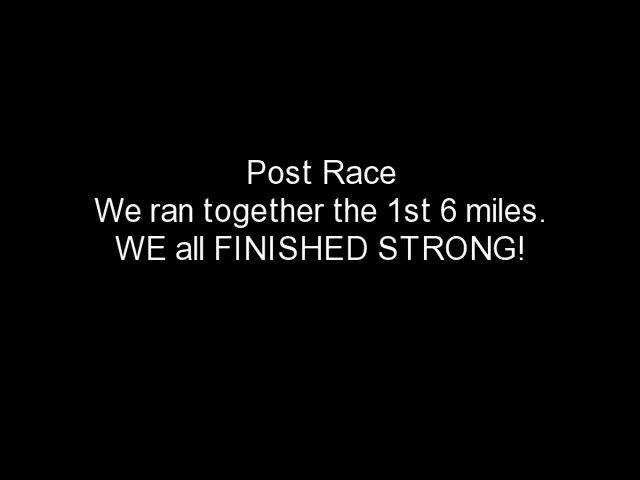 Post Race
We ran together the 1st 6 miles.
WE all FINISHED STRONG!